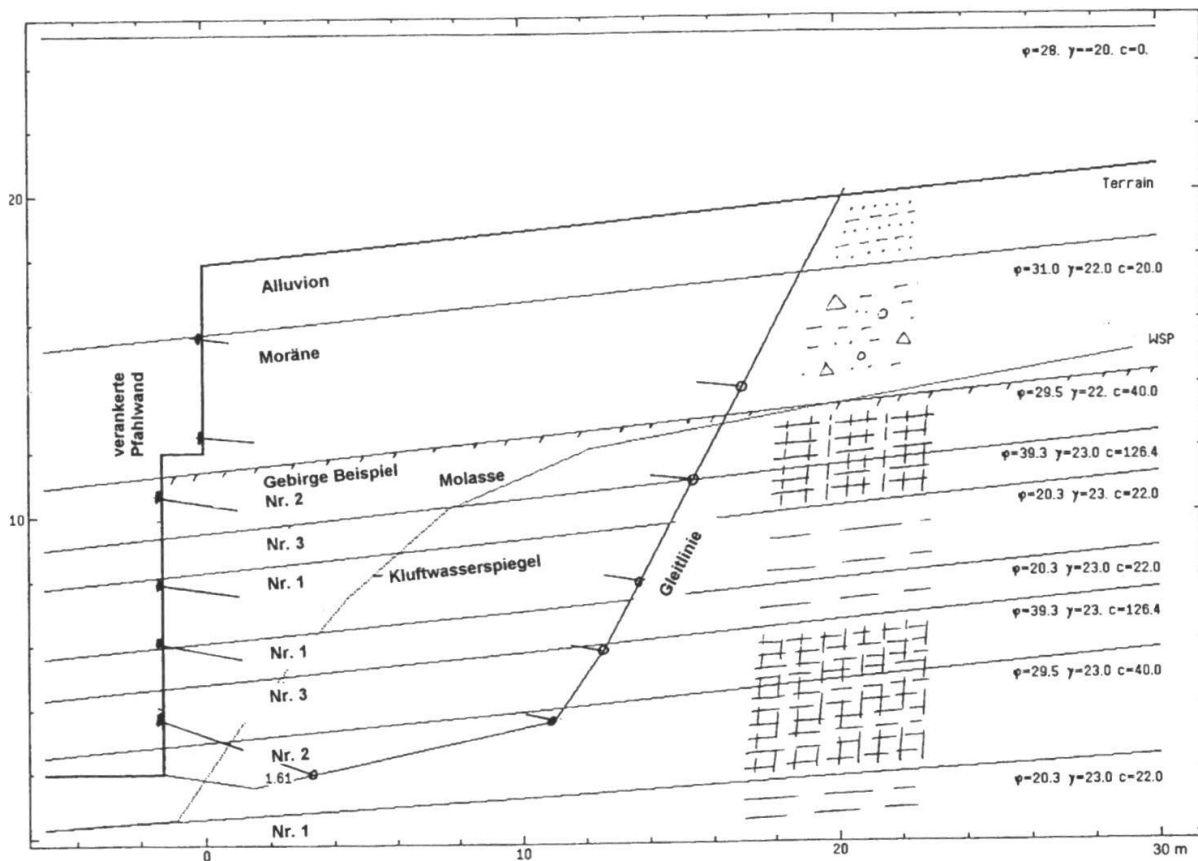 0
10
20
30 m
φ=28. γ==20. c=0.
20
Terrain
φ=31.0 γ=22.0 c=20.0
Alluvion
Moräne
WSP
verankerte
Pfahlwand
φ=29.5 γ=22. c=40.0
Gebirge Beispiel
Molasse
φ=39.3 γ=23.0 c=126.4
Nr. 2
φ=20.3 γ=23. c=22.0
10
Nr. 3
Nr. 1
Kluftwasserspiegel
Gleitlinie
φ=20.3 γ=23.0 c=22.0
φ=39.3 γ=23. c=126.4
Nr. 1
Nr. 3
φ=29.5 γ=23.0 c=40.0
Nr. 2
1.61
φ=20.3 γ=23.0 c=22.0
Nr. 1
0
10
20
30 m